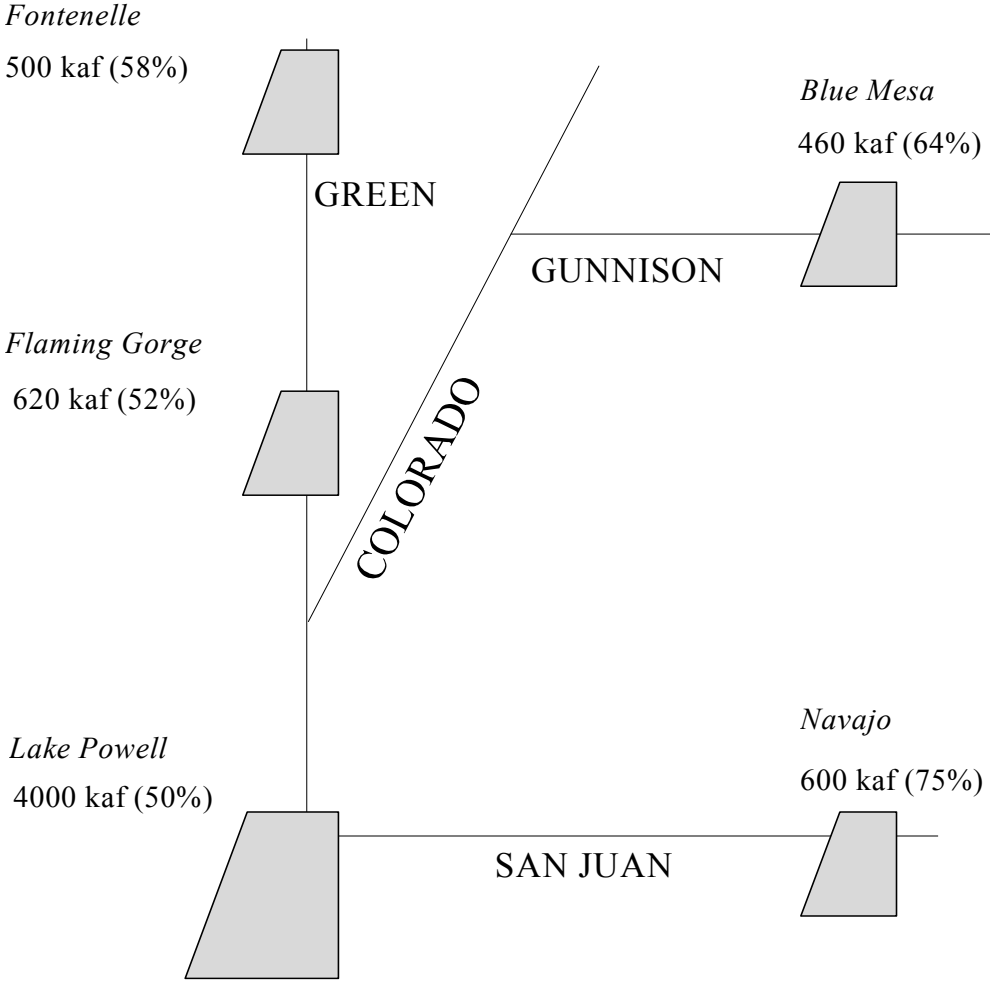 Fontenelle
500 kaf (58%)
Blue Mesa
460 kaf (64%)
GREEN
GUNNISON
Flaming Gorge
620 kaf (52%)
COLORADO
Lake Powell
4000 kaf (50%)
Navajo
600 kaf (75%)
SAN JUAN